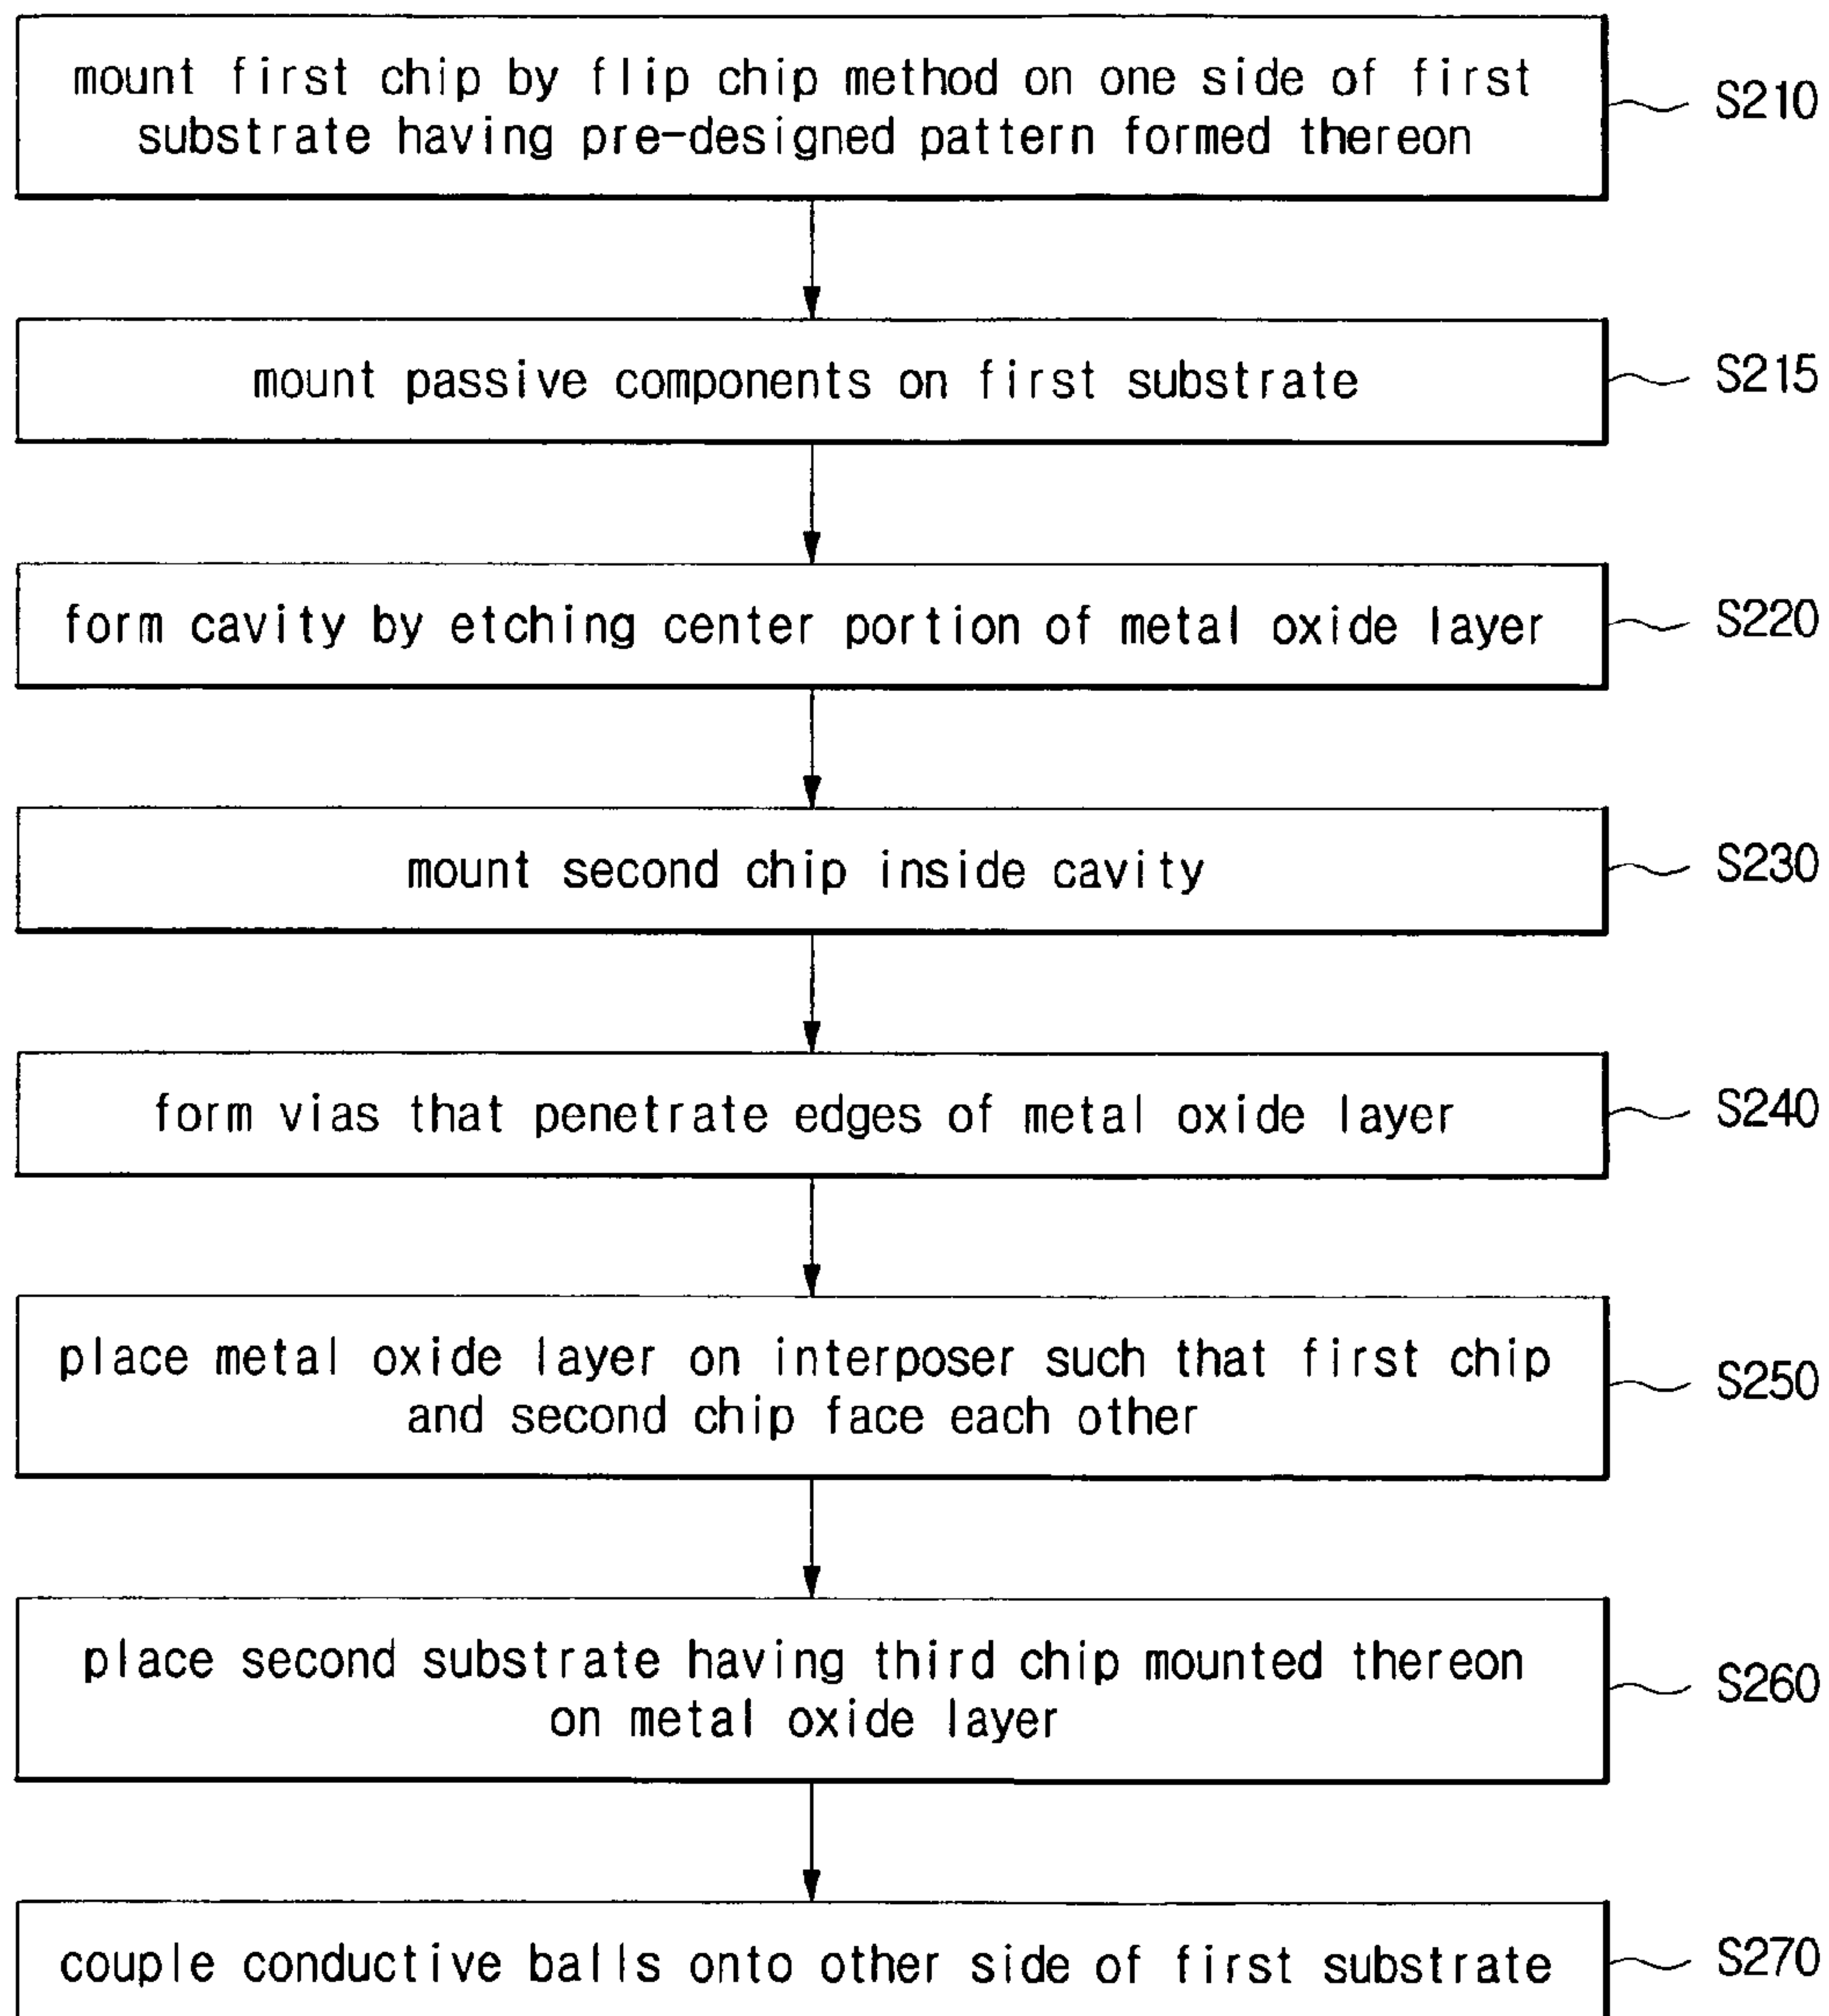 mount first chip by flip chip method on one side of first
substrate having pre-designed pattern formed thereon
S210
mount passive components on first substrate
S215
form cavity by etching center portion of metal oxide layer
S220
mount second chip inside cavity
S230
form vias that penetrate edges of metal oxide layer
S240
place metal oxide layer on interposer such that first chip
and second chip face each other
S250
place second substrate having third chip mounted thereon
on metal oxide layer
S260
couple conductive balls onto other side of first substrate
S270